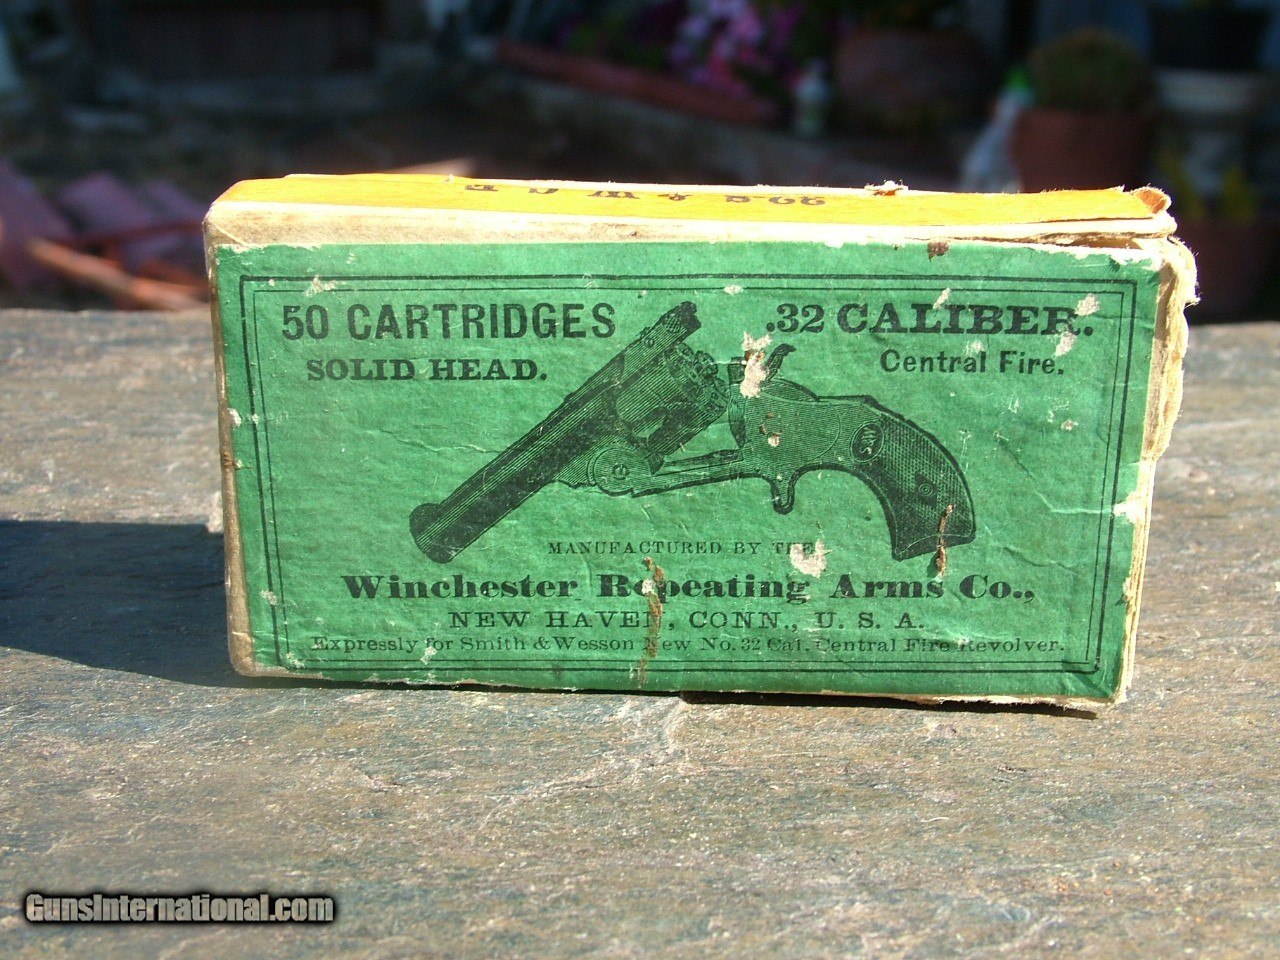 50 CARTRIDGES
SOLID HEAD.
.32 CALIBER.
Central Fire.
MANUFACTURED BY THE
Winchester Repeating Arms Co.,
NEW HAVEN, CONN., U. S. A.
Expressly for Smith & Wesson New No. 32 Cal. Central Fire Revolver.
GunsInternational.com